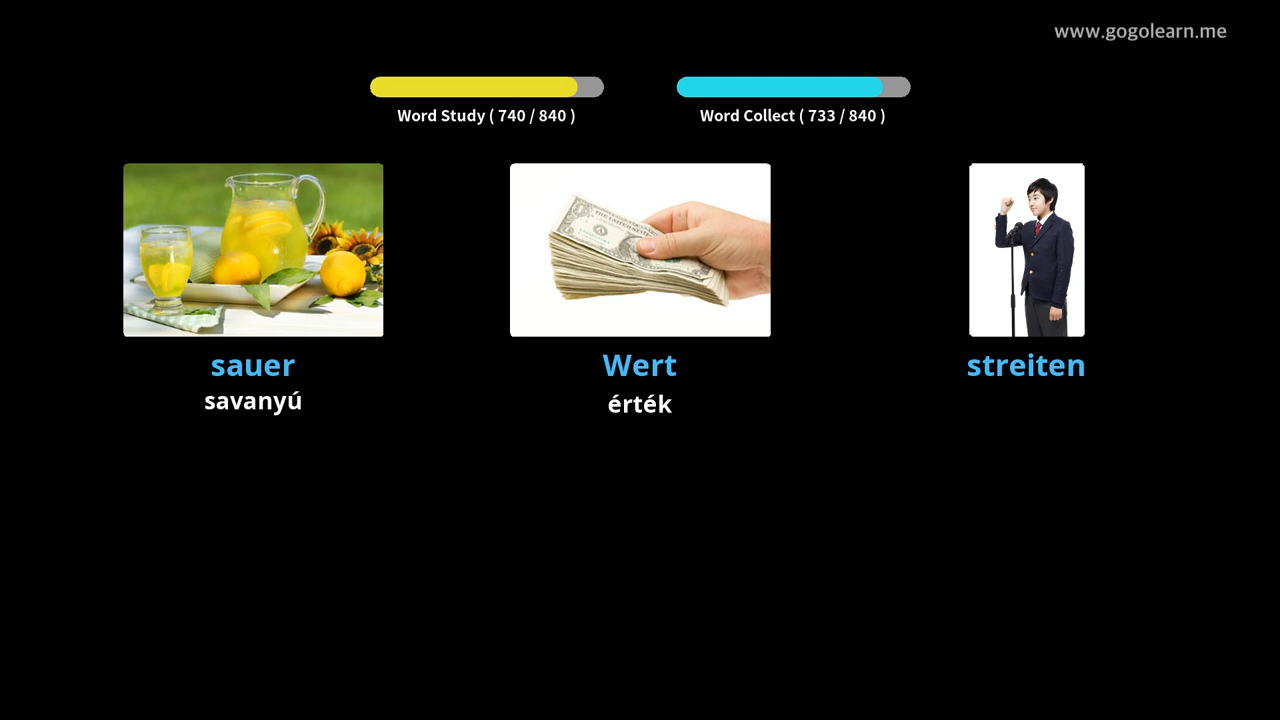 www.gogolearn.me
Word Study ( 740 / 840 )
Word Collect ( 733 / 840 )
sauer
savanyú
Wert
érték
streiten